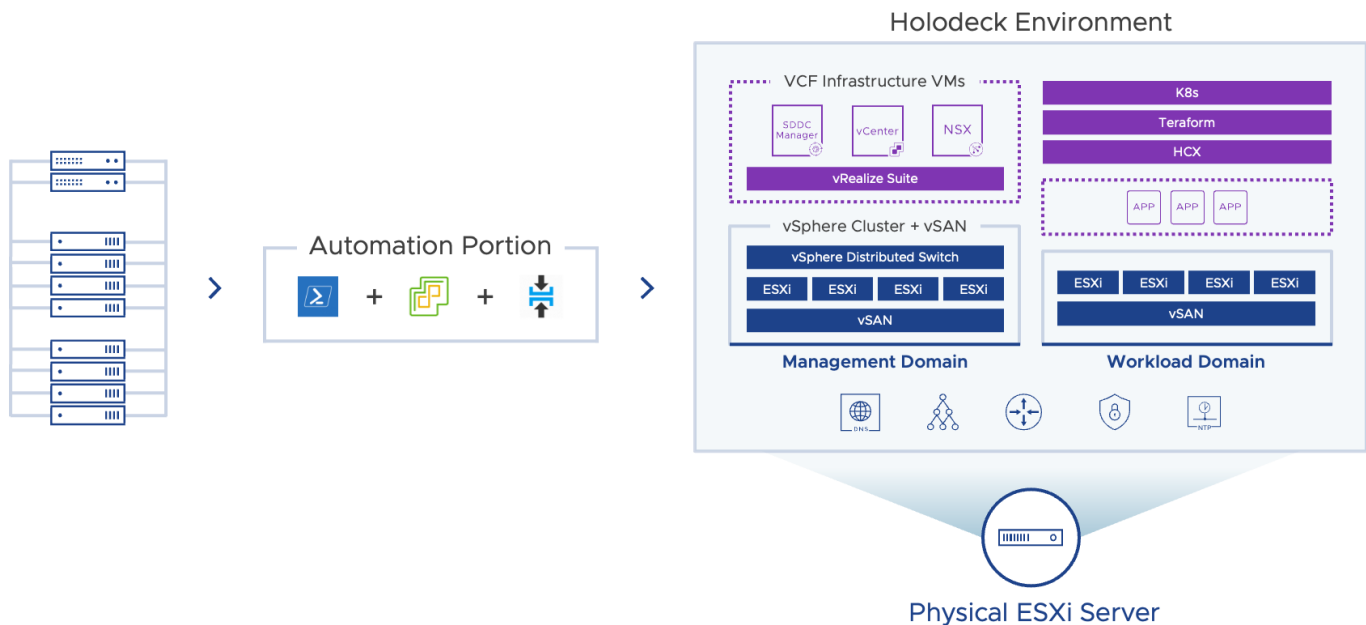 Holodeck Environment
VCF Infrastructure VMs
SDDC
Manager
vCenter
NSX
vRealize Suite
K8s
Teraform
HCX
APP APP APP
Automation Portion
+ +
vSphere Cluster + vSAN
vSphere Distributed Switch
ESXi ESXi ESXi ESXi
vSAN
ESXi ESXi ESXi ESXi
vSAN
Management Domain
Workload Domain
DNS
NTP
Physical ESXi Server